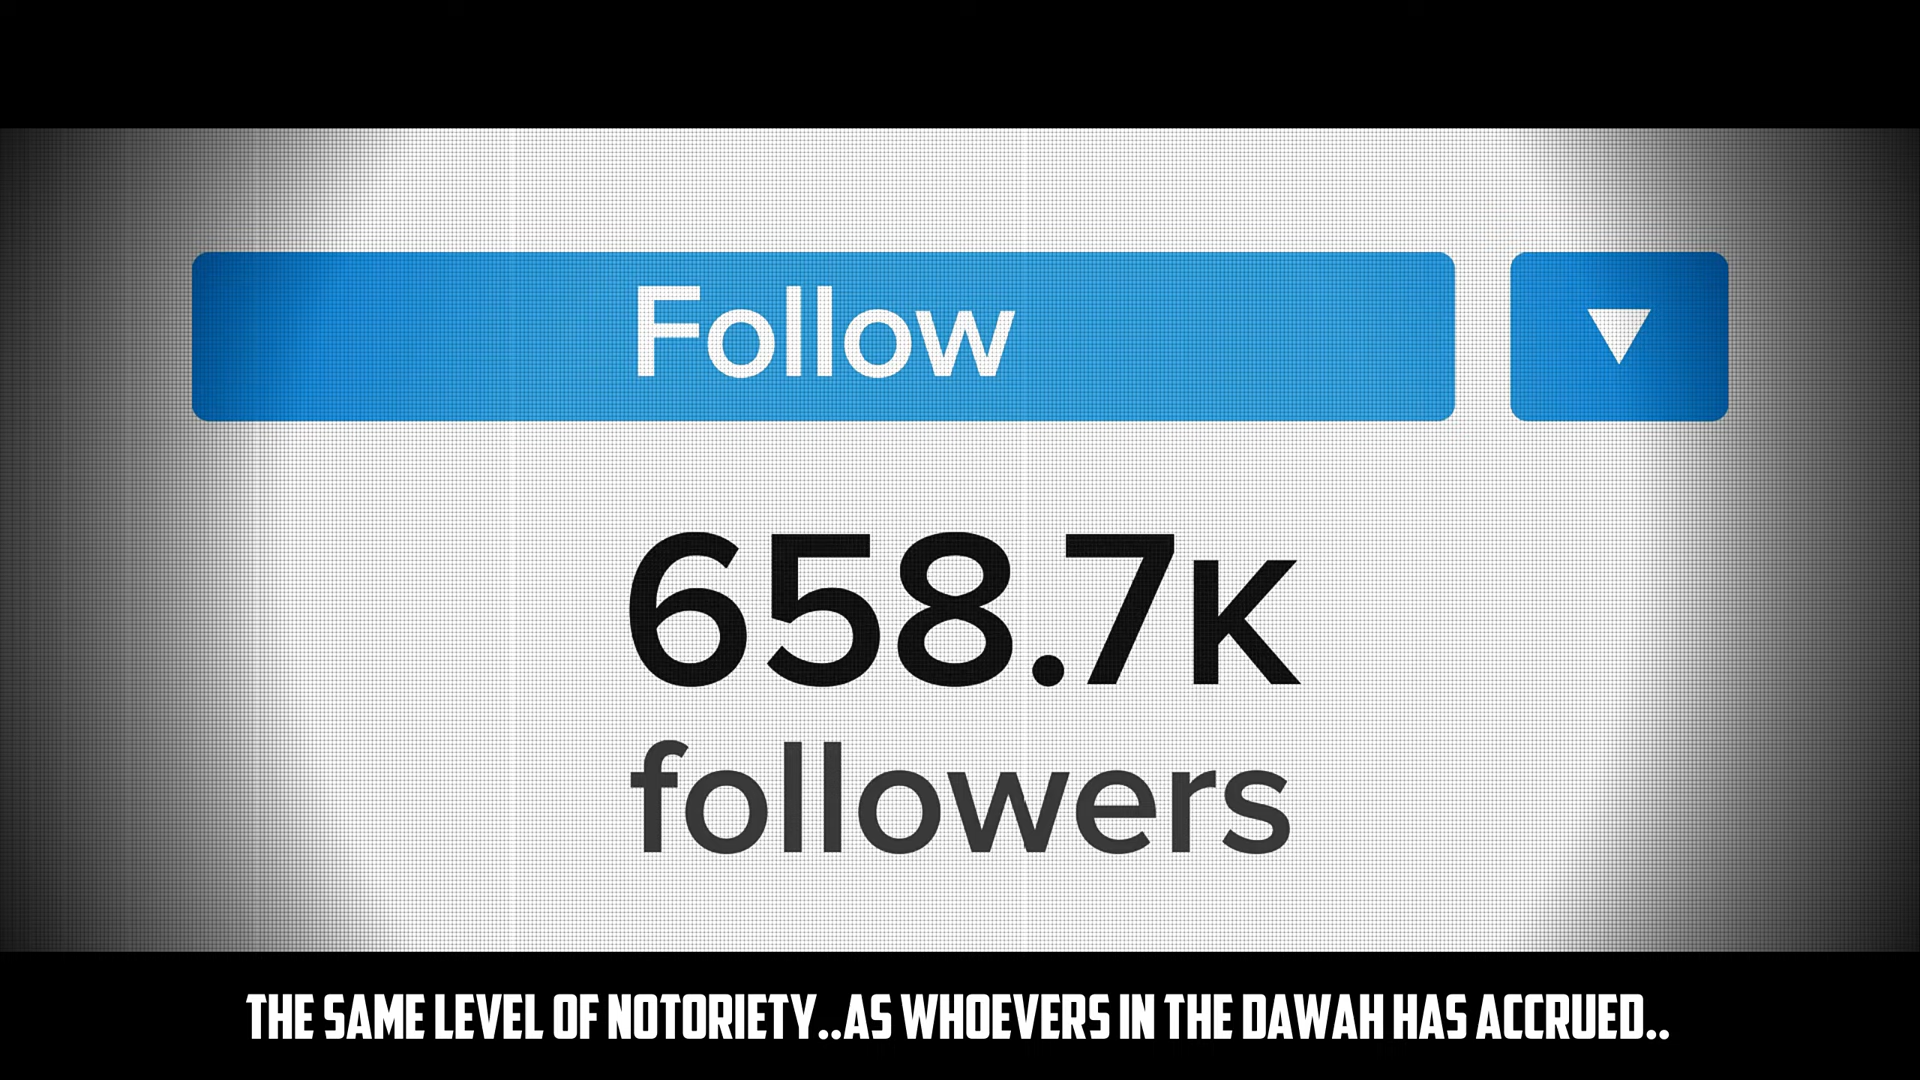 Follow
658.7K
followers
THE SAME LEVEL OF NOTORIETY..AS WHOEVERS IN THE DAWAH HAS ACCRUED..